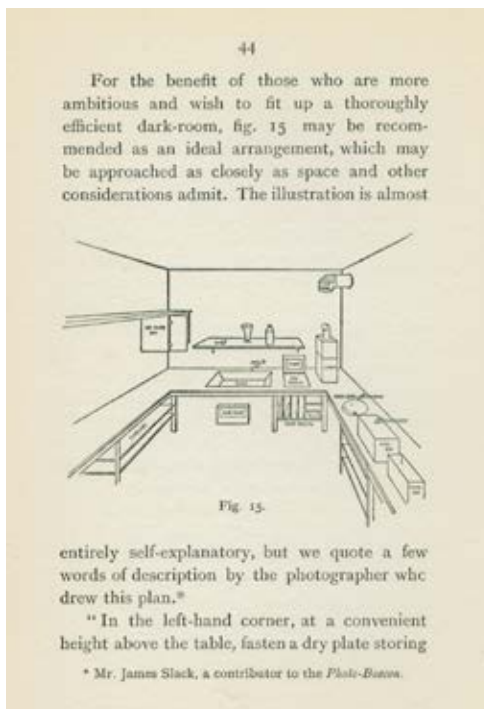 44
For the benefit of those who are more
ambitious and wish to fit up a thoroughly
efficient dark-room, fig. 15 may be recom-
mended as an ideal arrangement, which may
be approached as closely as space and other
considerations admit. The illustration is almost
Fig. 15.
entirely self-explanatory, but we quote a few
words of description by the photographer who
drew this plan.*
"In the left-hand corner, at a convenient
height above the table, fasten a dry plate storing
* Mr. James Slack, a contributor to the Photo-Beacon.